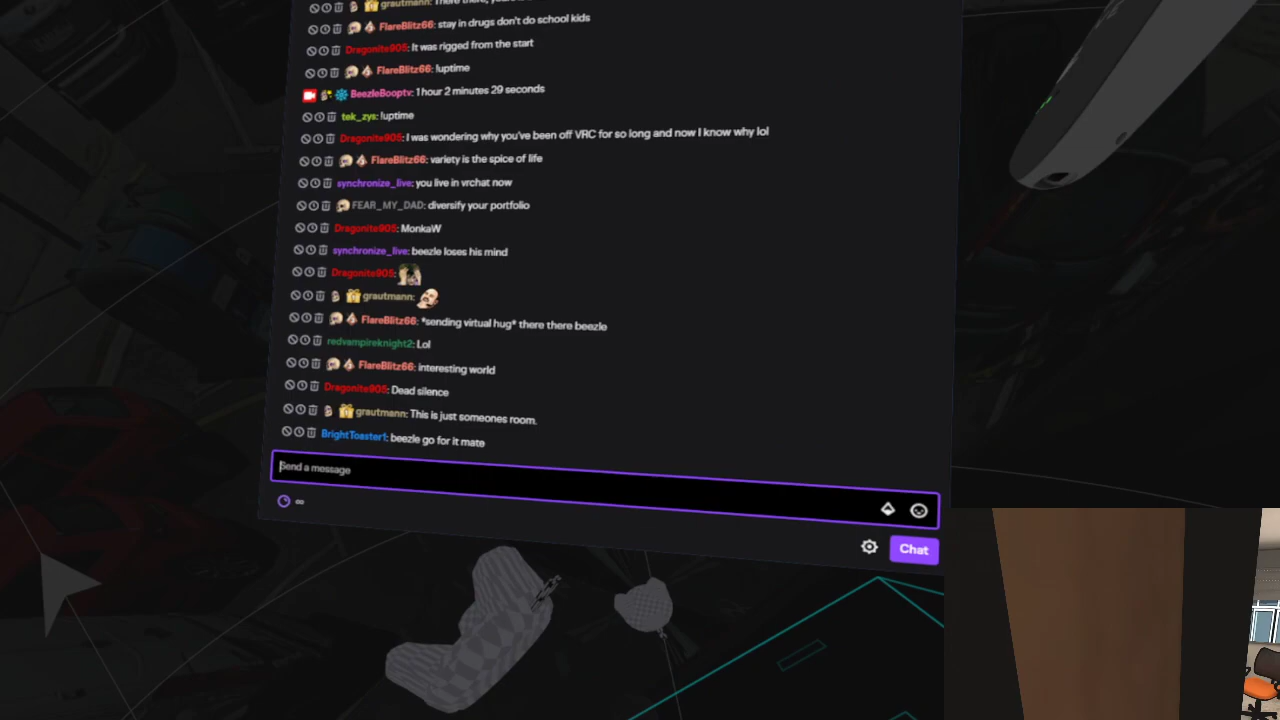 grautmann: There there,
FlareBlitz66: stay in drugs don't do school kids
Dragonite905: It was rigged from the start
FlareBlitz66: !uptime
BeezleBooptv: 1 hour 2 minutes 29 seconds
tek_zys: !uptime
Dragonite905: I was wondering why you've been off VRC for so long and now I know why lol
FlareBlitz66: variety is the spice of life
synchronize_live: you live in vrchat now
FEAR_MY_DAD: diversify your portfolio
Dragonite905: MonkaW
synchronize_live: beezle loses his mind
Dragonite905:
grautmann:
FlareBlitz66: *sending virtual hug* there there beezle
redvampireknight2: Lol
FlareBlitz66: interesting world
Dragonite905: Dead silence
grautmann: This is just someones room.
BrightToaster1: beezle go for it mate
Send a message
∞
Chat